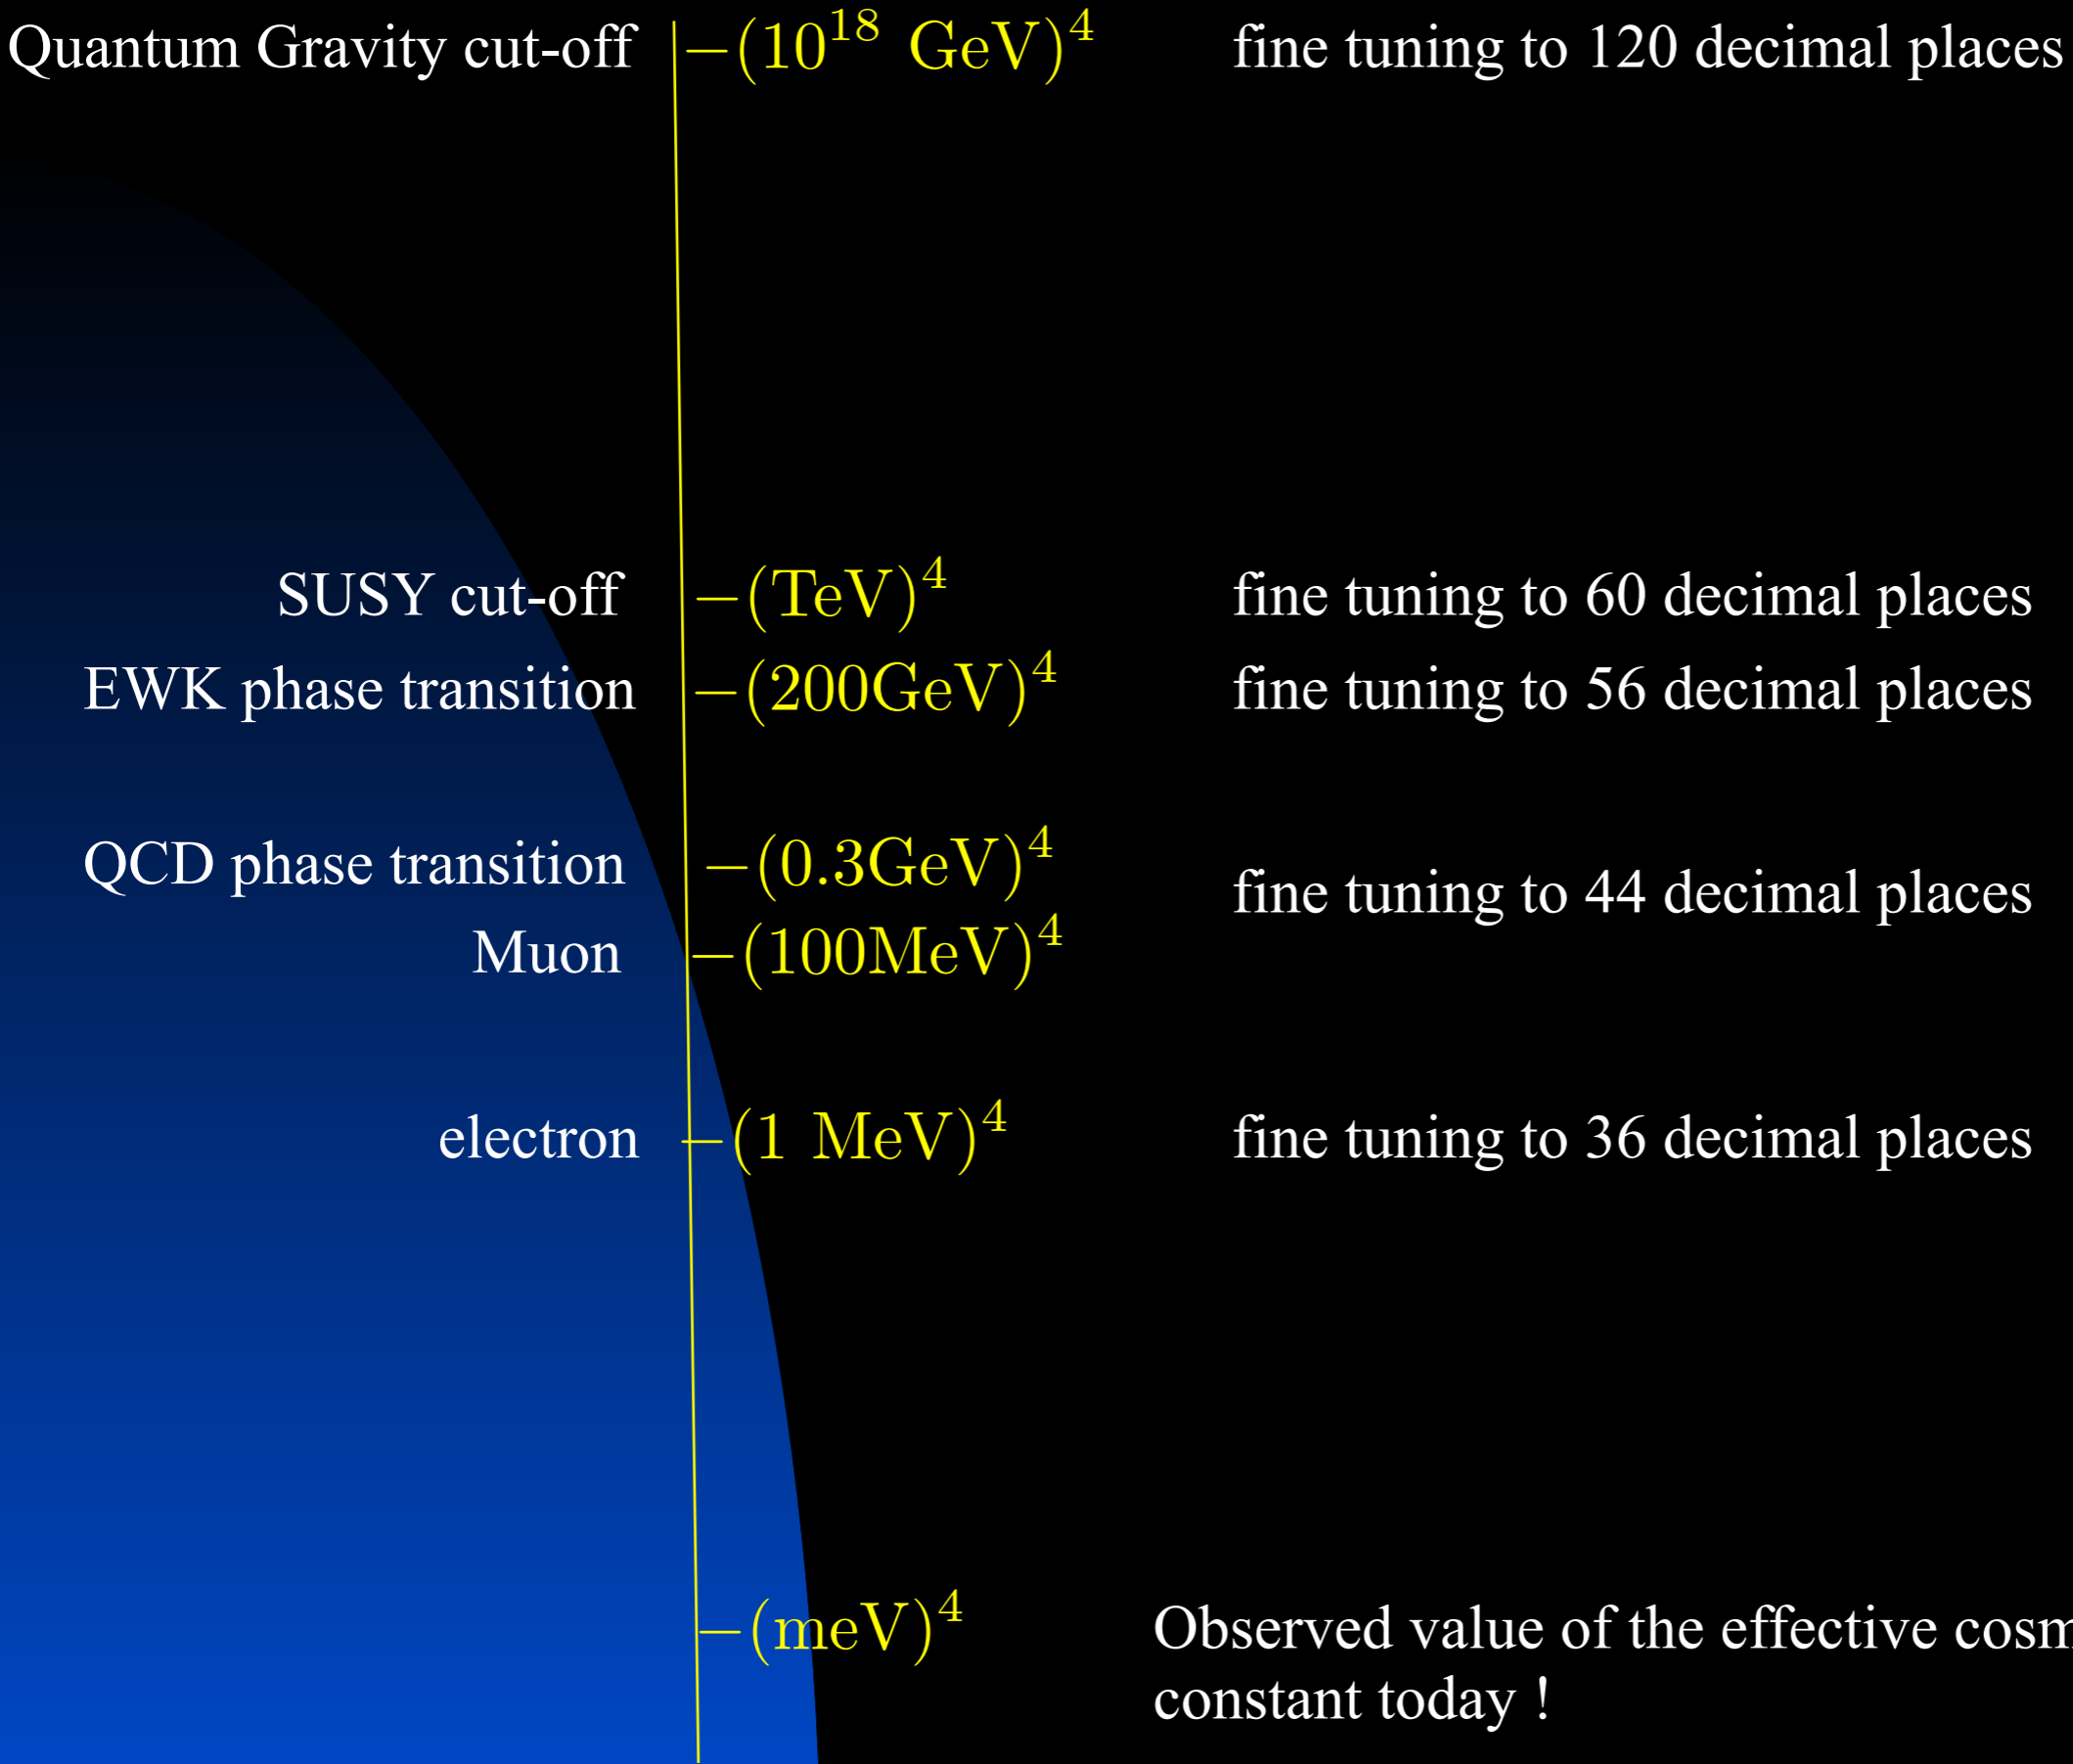 Quantum Gravity cut-off −(10¹⁸ GeV)⁴ fine tuning to 120 decimal places
SUSY cut-off −(TeV)⁴ fine tuning to 60 decimal places
EWK phase transition −(200GeV)⁴ fine tuning to 56 decimal places
QCD phase transition −(0.3GeV)⁴
fine tuning to 44 decimal places
Muon −(100MeV)⁴
electron −(1 MeV)⁴ fine tuning to 36 decimal places
−(meV)⁴ Observed value of the effective
constant today !